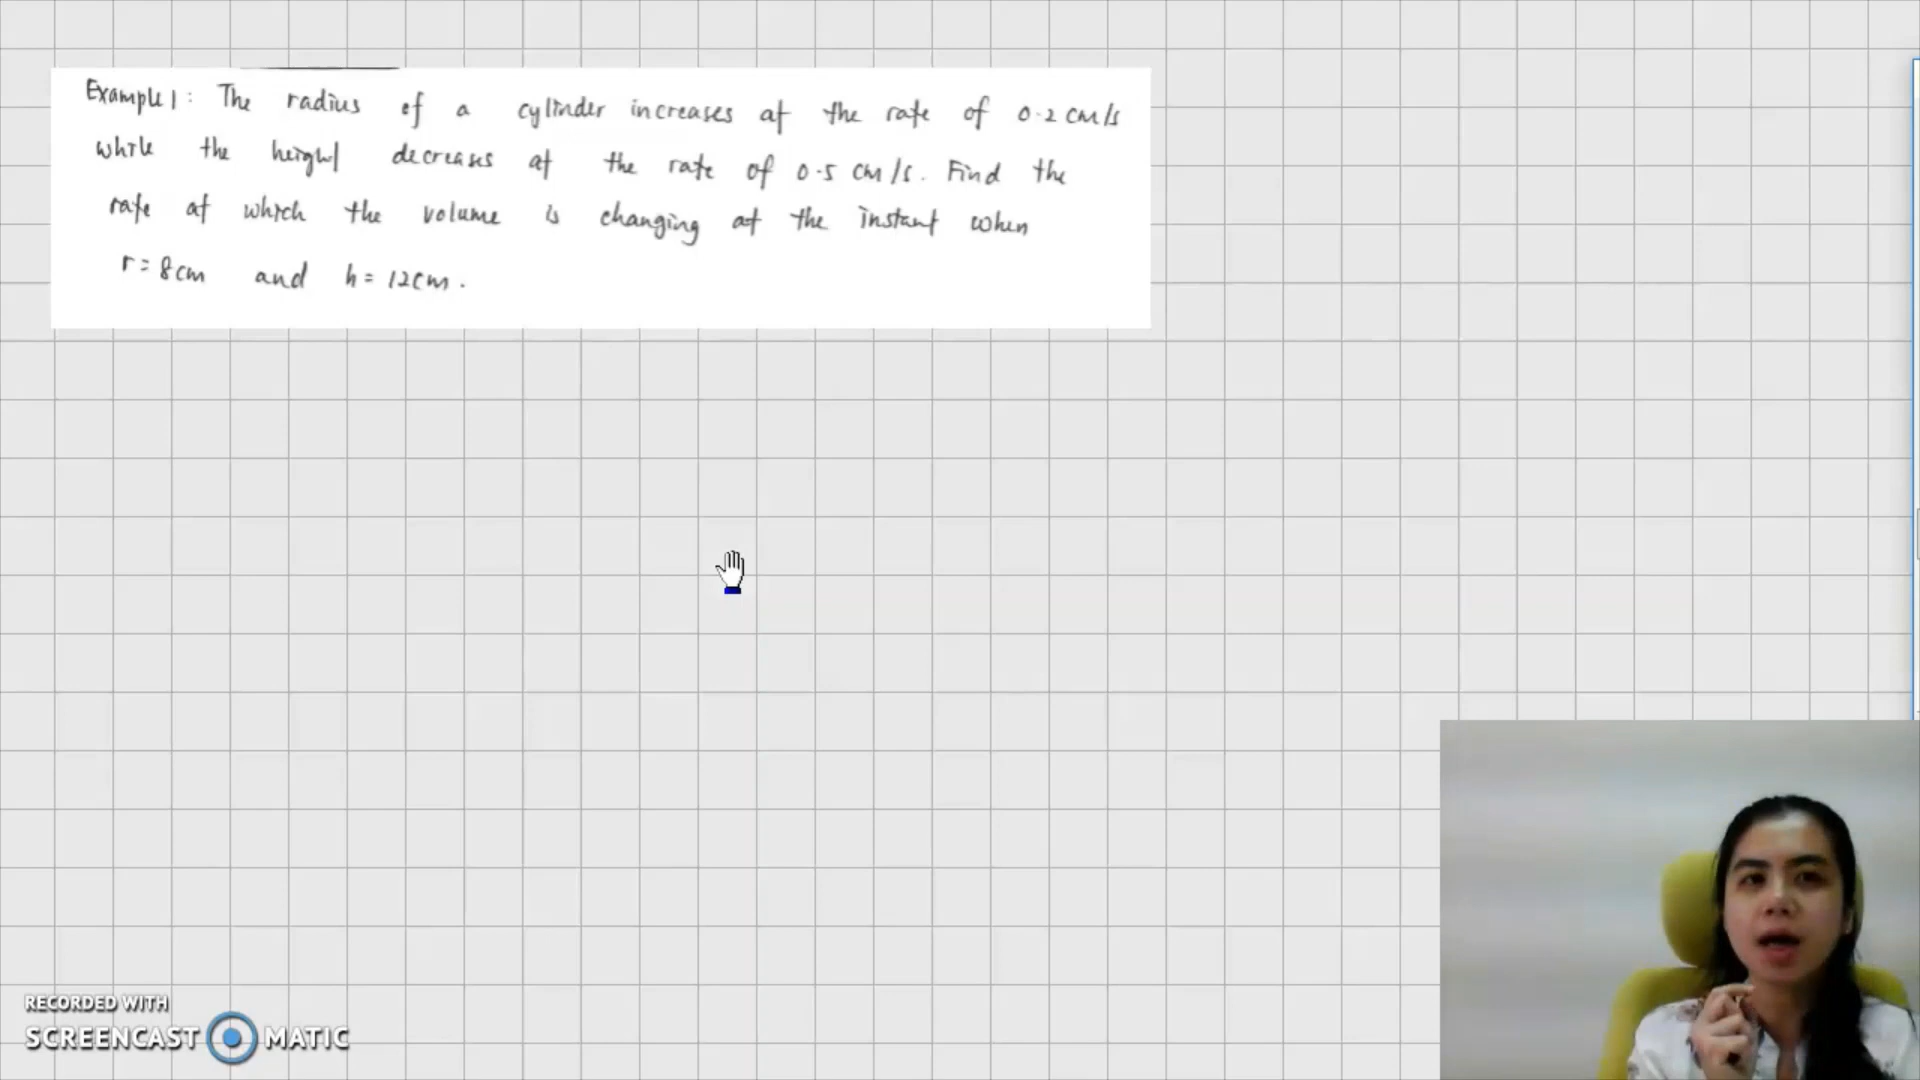 Example 1: The radius of a cylinder increases at the rate of 0.2 cm/s
while the height decreases at the rate of 0.5 cm/s. Find the
rate at which the volume is changing at the instant when
r = 8cm and h = 12cm.
RECORDED WITH
SCREENCAST MATIC